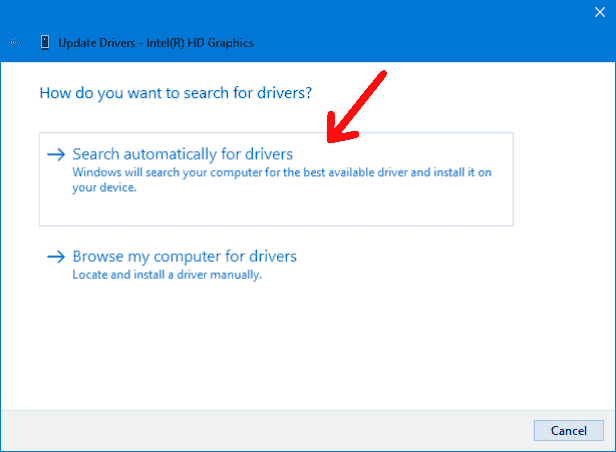 Update Drivers - Intel(R) HD Graphics
How do you want to search for drivers?
Search automatically for drivers
Windows will search your computer for the best available driver and install it on
your device.
Browse my computer for drivers
Locate and install a driver manually.
Cancel